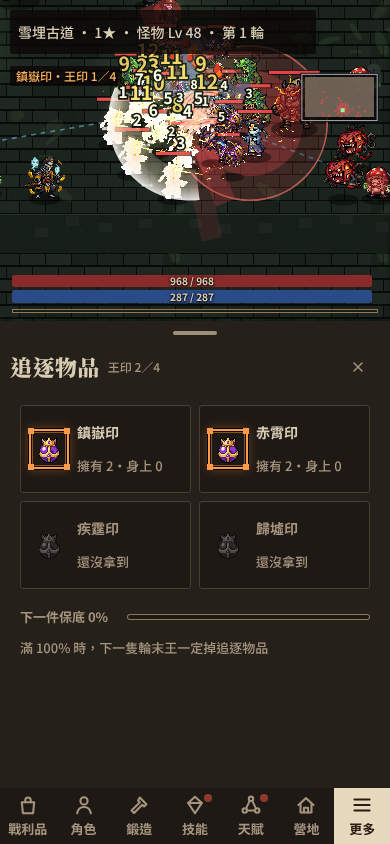 雪埋古道 • 1★ • 怪物 Lv 48 • 第 1 輪
鎮嶽印・王印 1／4
968 / 968
287 / 287
追逐物品 王印 2／4 ×
鎮嶽印
擁有 2・身上 0
赤霄印
擁有 2・身上 0
疾霆印
還沒拿到
歸墟印
還沒拿到
下一件保底 0%
滿 100% 時，下一隻輪末王一定掉追逐物品
戰利品 角色 鍛造 技能 天賦 營地 更多